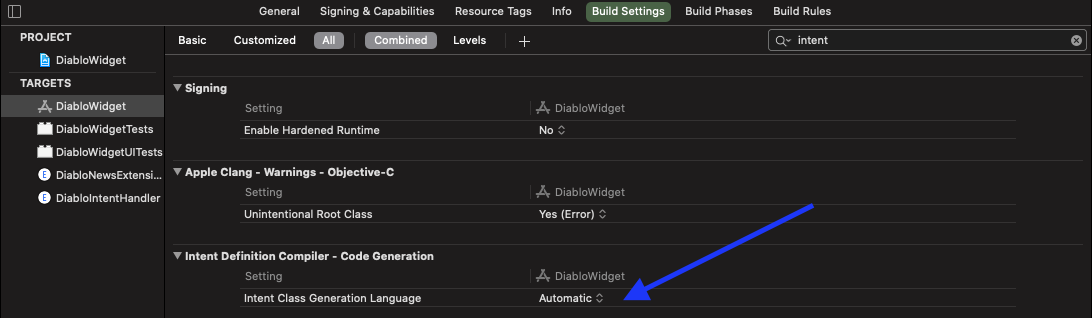 General Signing & Capabilities Resource Tags Info Build Settings Build Phases Build Rules
PROJECT
DiabloWidget
TARGETS
DiabloWidget
DiabloWidgetTests
DiabloWidgetUITests
DiabloNewsExtensi...
DiabloIntentHandler
Basic Customized All Combined Levels + intent
Signing
Setting DiabloWidget
Enable Hardened Runtime No
Apple Clang - Warnings - Objective-C
Setting DiabloWidget
Unintentional Root Class Yes (Error)
Intent Definition Compiler - Code Generation
Setting DiabloWidget
Intent Class Generation Language Automatic